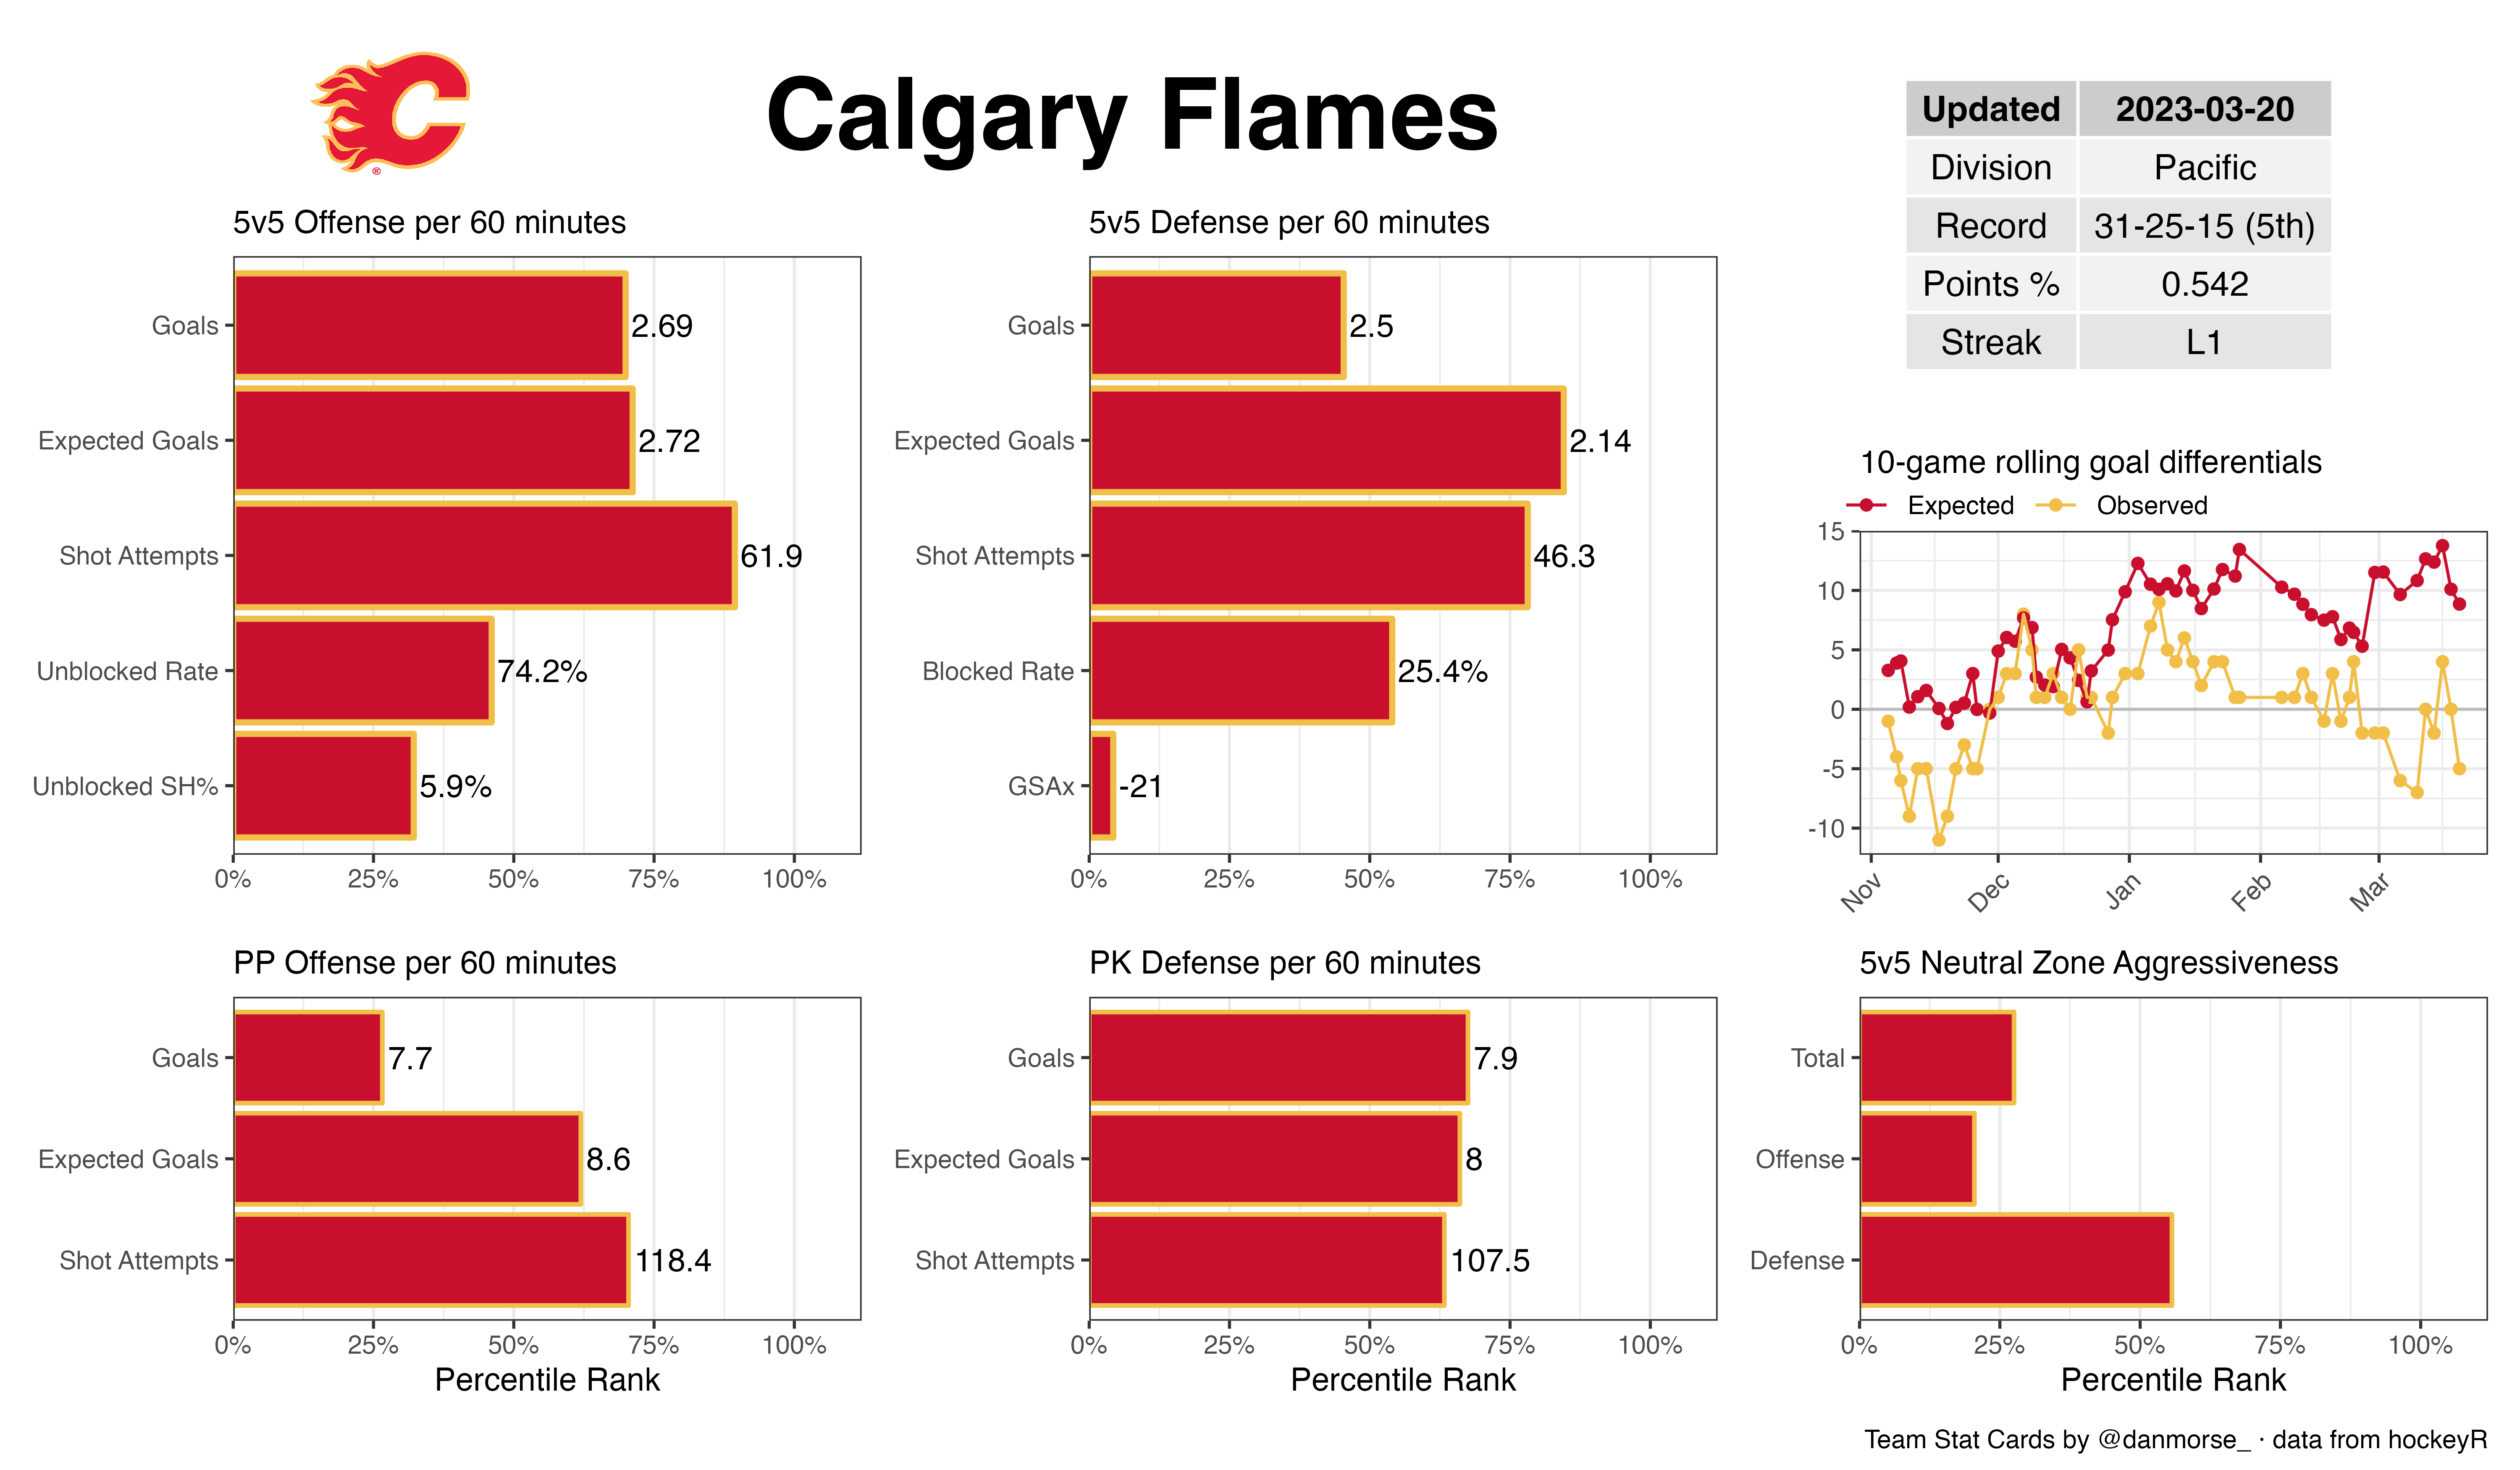 Calgary Flames
Updated 2023-03-20
Division Pacific
Record 31-25-15 (5th)
Points % 0.542
Streak L1
5v5 Offense per 60 minutes
Goals 2.69
Expected Goals 2.72
Shot Attempts 61.9
Unblocked Rate 74.2%
Unblocked SH% 5.9%
0% 25% 50% 75% 100%
5v5 Defense per 60 minutes
Goals 2.5
Expected Goals 2.14
Shot Attempts 46.3
Blocked Rate 25.4%
GSAx -21
0% 25% 50% 75% 100%
10-game rolling goal differentials
Expected Observed
15
10
5
0
-5
-10
Nov Dec Jan Feb Mar
PP Offense per 60 minutes
Goals 7.7
Expected Goals 8.6
Shot Attempts 118.4
0% 25% 50% 75% 100%
Percentile Rank
PK Defense per 60 minutes
Goals 7.9
Expected Goals 8
Shot Attempts 107.5
0% 25% 50% 75% 100%
Percentile Rank
5v5 Neutral Zone Aggressiveness
Total
Offense
Defense
0% 25% 50% 75% 100%
Percentile Rank
Team Stat Cards by @danmorse_ · data from hockeyR